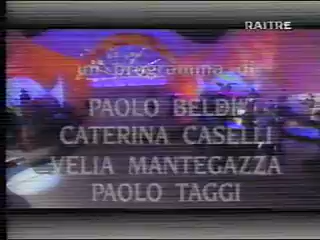 RAITRE
un programma di
PAOLO BELDI'
CATERINA CASELLI
VELIA MANTEGAZZA
PAOLO TAGGI